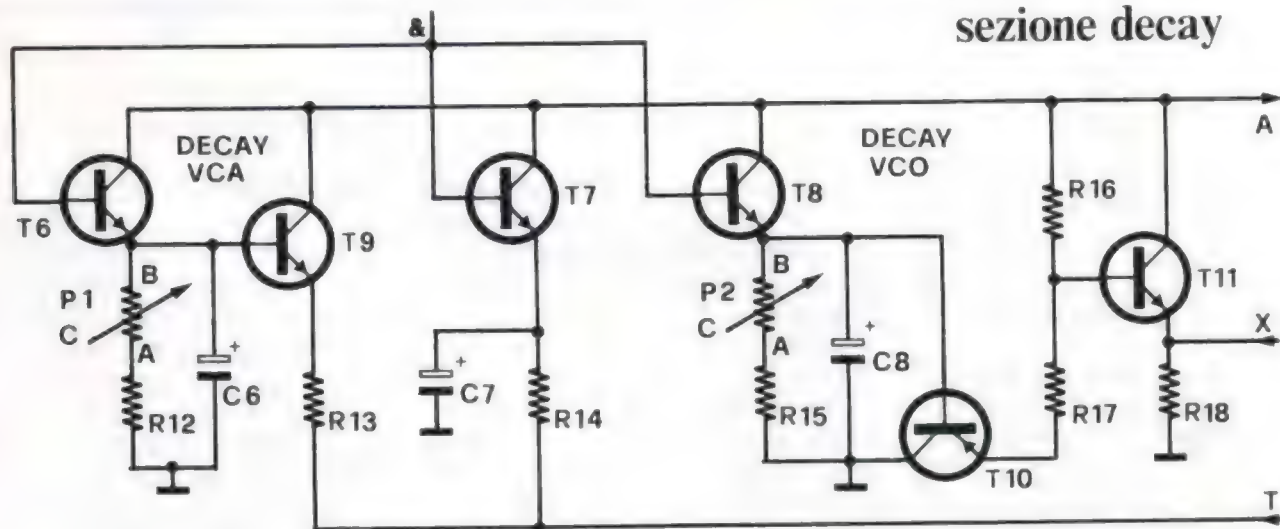 sezione decay
&
A
DECAY
VCA
DECAY
VCO
T6
T9
T7
T8
R16
T11
B
P1
C
A
R12
+
C6
R13
+
C7
R14
B
P2
C
A
R15
+
C8
T10
R17
X
R18
T